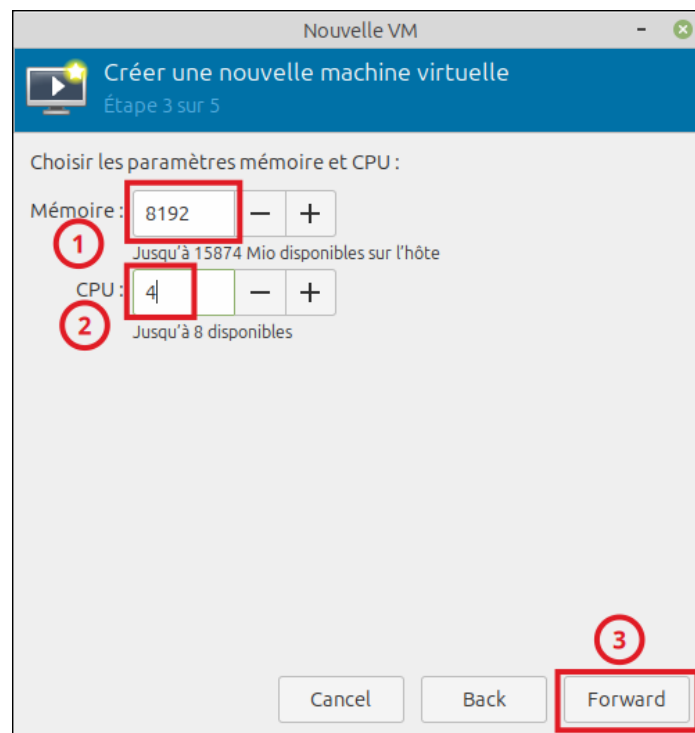 Nouvelle VM
Créer une nouvelle machine virtuelle
Étape 3 sur 5
Choisir les paramètres mémoire et CPU :
Mémoire : 8192 − +
1
Jusqu'à 15874 Mio disponibles sur l'hôte
CPU : 4 − +
2
Jusqu'à 8 disponibles
3
Cancel Back Forward